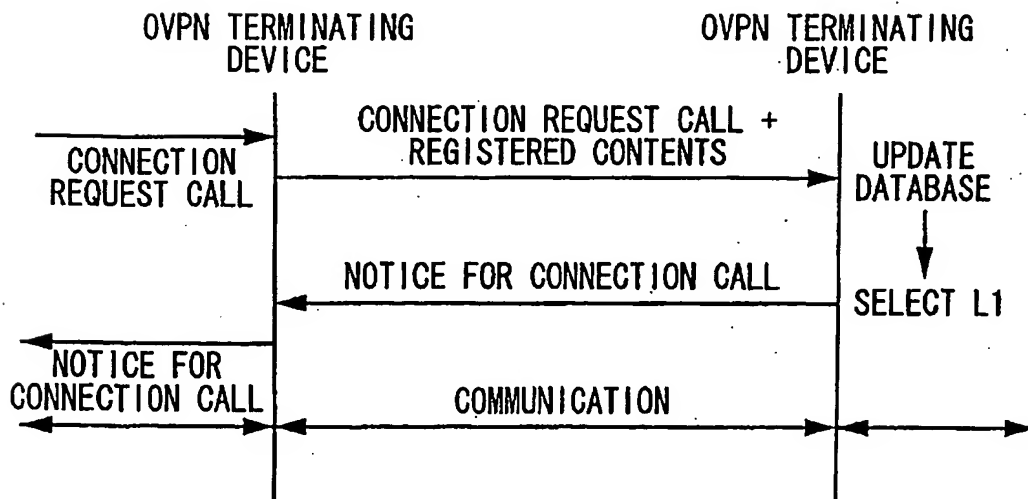 OVPN TERMINATING
DEVICE
OVPN TERMINATING
DEVICE
CONNECTION REQUEST CALL +
REGISTERED CONTENTS
CONNECTION
REQUEST CALL
UPDATE
DATABASE
NOTICE FOR CONNECTION CALL
SELECT L1
NOTICE FOR
CONNECTION CALL
COMMUNICATION